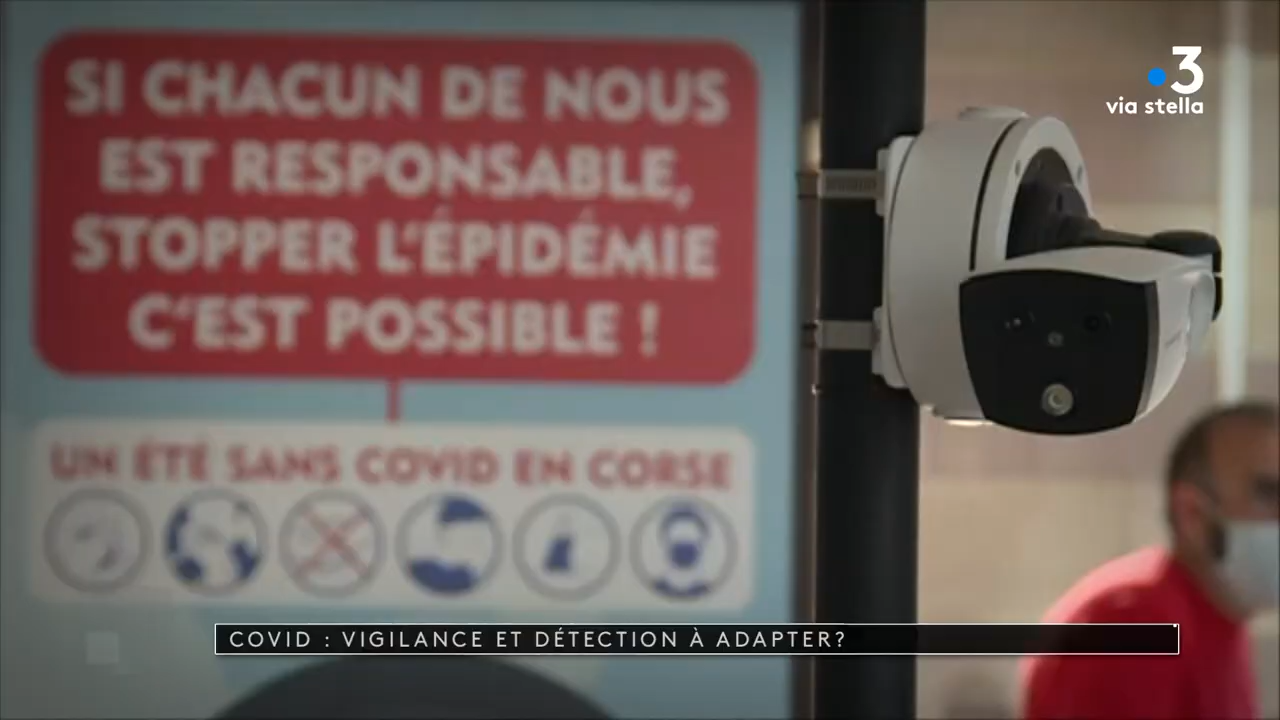 SI CHACUN DE NOUS
EST RESPONSABLE,
STOPPER L'ÉPIDÉMIE
C'EST POSSIBLE !
UN ÉTÉ SANS COVID EN CORSE
3
via stella
COVID : VIGILANCE ET DÉTECTION À ADAPTER?